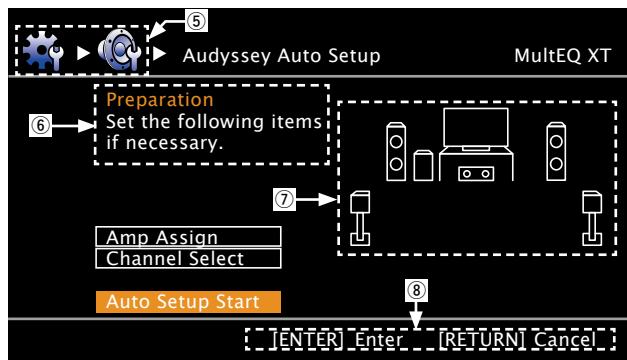 ⑤
Audyssey Auto Setup MultEQ XT
Preparation
⑥ Set the following items
if necessary.
⑦
Amp Assign
Channel Select
⑧
Auto Setup Start
[ENTER] Enter [RETURN] Cancel